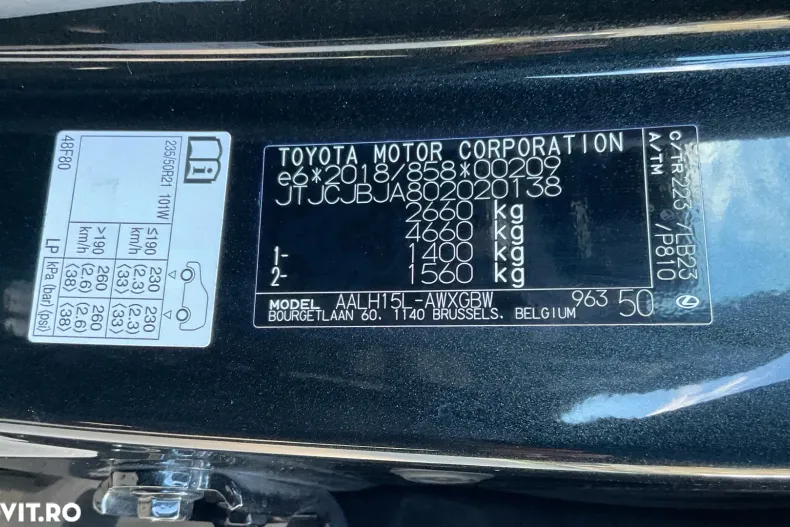 48F80
235/50R21 101W
≤190 km/h 230 (2.3) ⟨33⟩ 230 (2.3) ⟨33⟩
>190 km/h 260 (2.6) ⟨38⟩ 260 (2.6) ⟨38⟩
LP kPa (bar) ⟨psi⟩
TOYOTA MOTOR CORPORATION
e6*2018/858*00209
JTJCJBJA802020138
2660 kg
4660 kg
1- 1400 kg
2- 1560 kg
MODEL AALH15L-AWXGBW 963 50
BOURGETLAAN 60, 1140 BRUSSELS, BELGIUM
C/TR 223 /LB23
A/TM /P810
VIT.RO